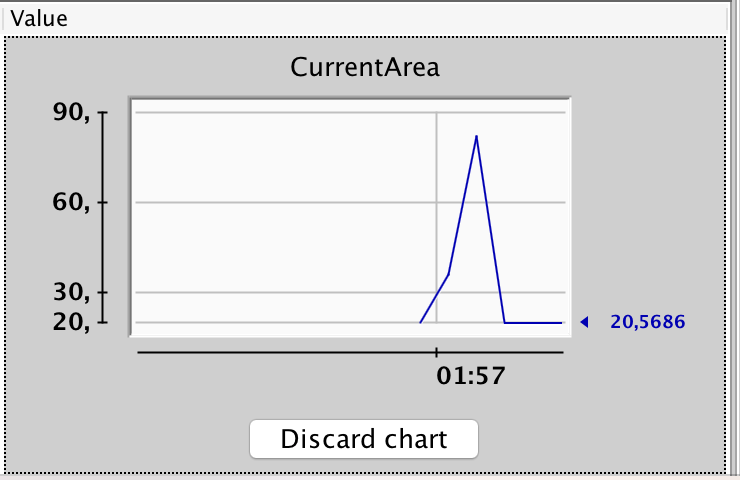 Value
CurrentArea
90,
60,
30,
20,
20,5686
01:57
Discard chart